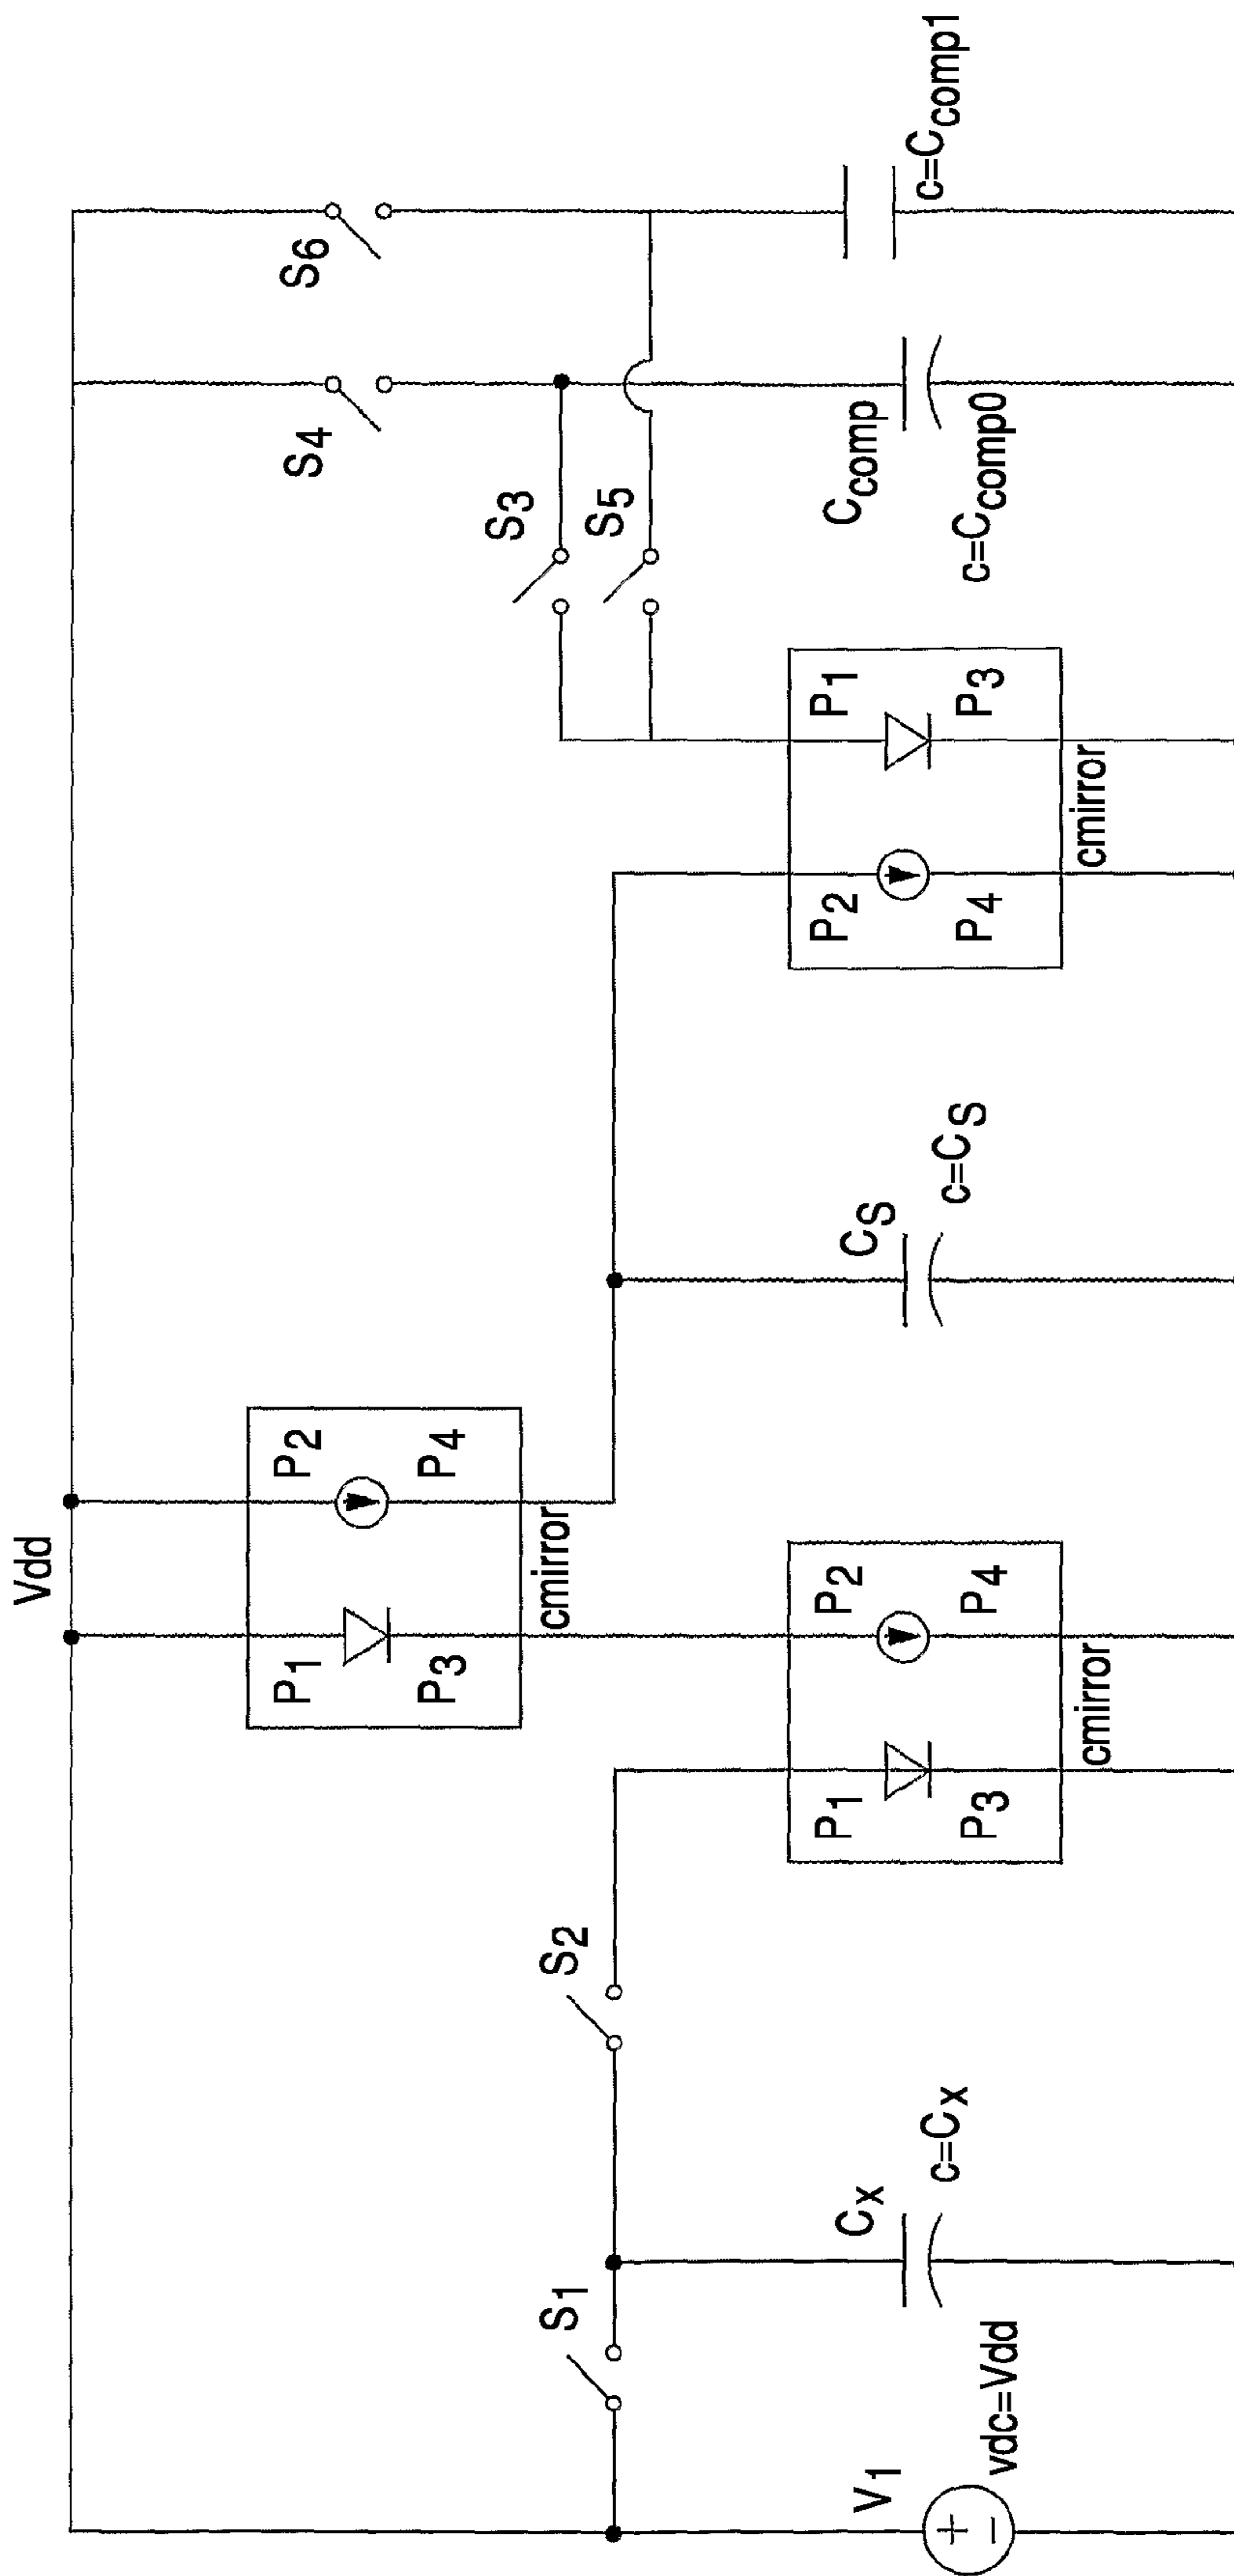 Vdd
S6
S4
P1
P2
P3
P4
cmirror
S3
S5
S1
S2
V1
vdc=Vdd
Cx
c=Cx
P1
P2
P3
P4
cmirror
CS
c=CS
P2
P1
P4
P3
cmirror
Ccomp
c=Ccomp0
c=Ccomp1